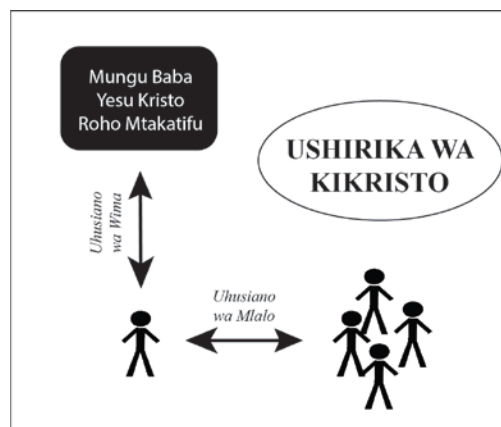 Mungu Baba
Yesu Kristo
Roho Mtakatifu
USHIRIKA WA
KIKRISTO
Uhusiano
wa Wima
Uhusiano
wa Mlalo